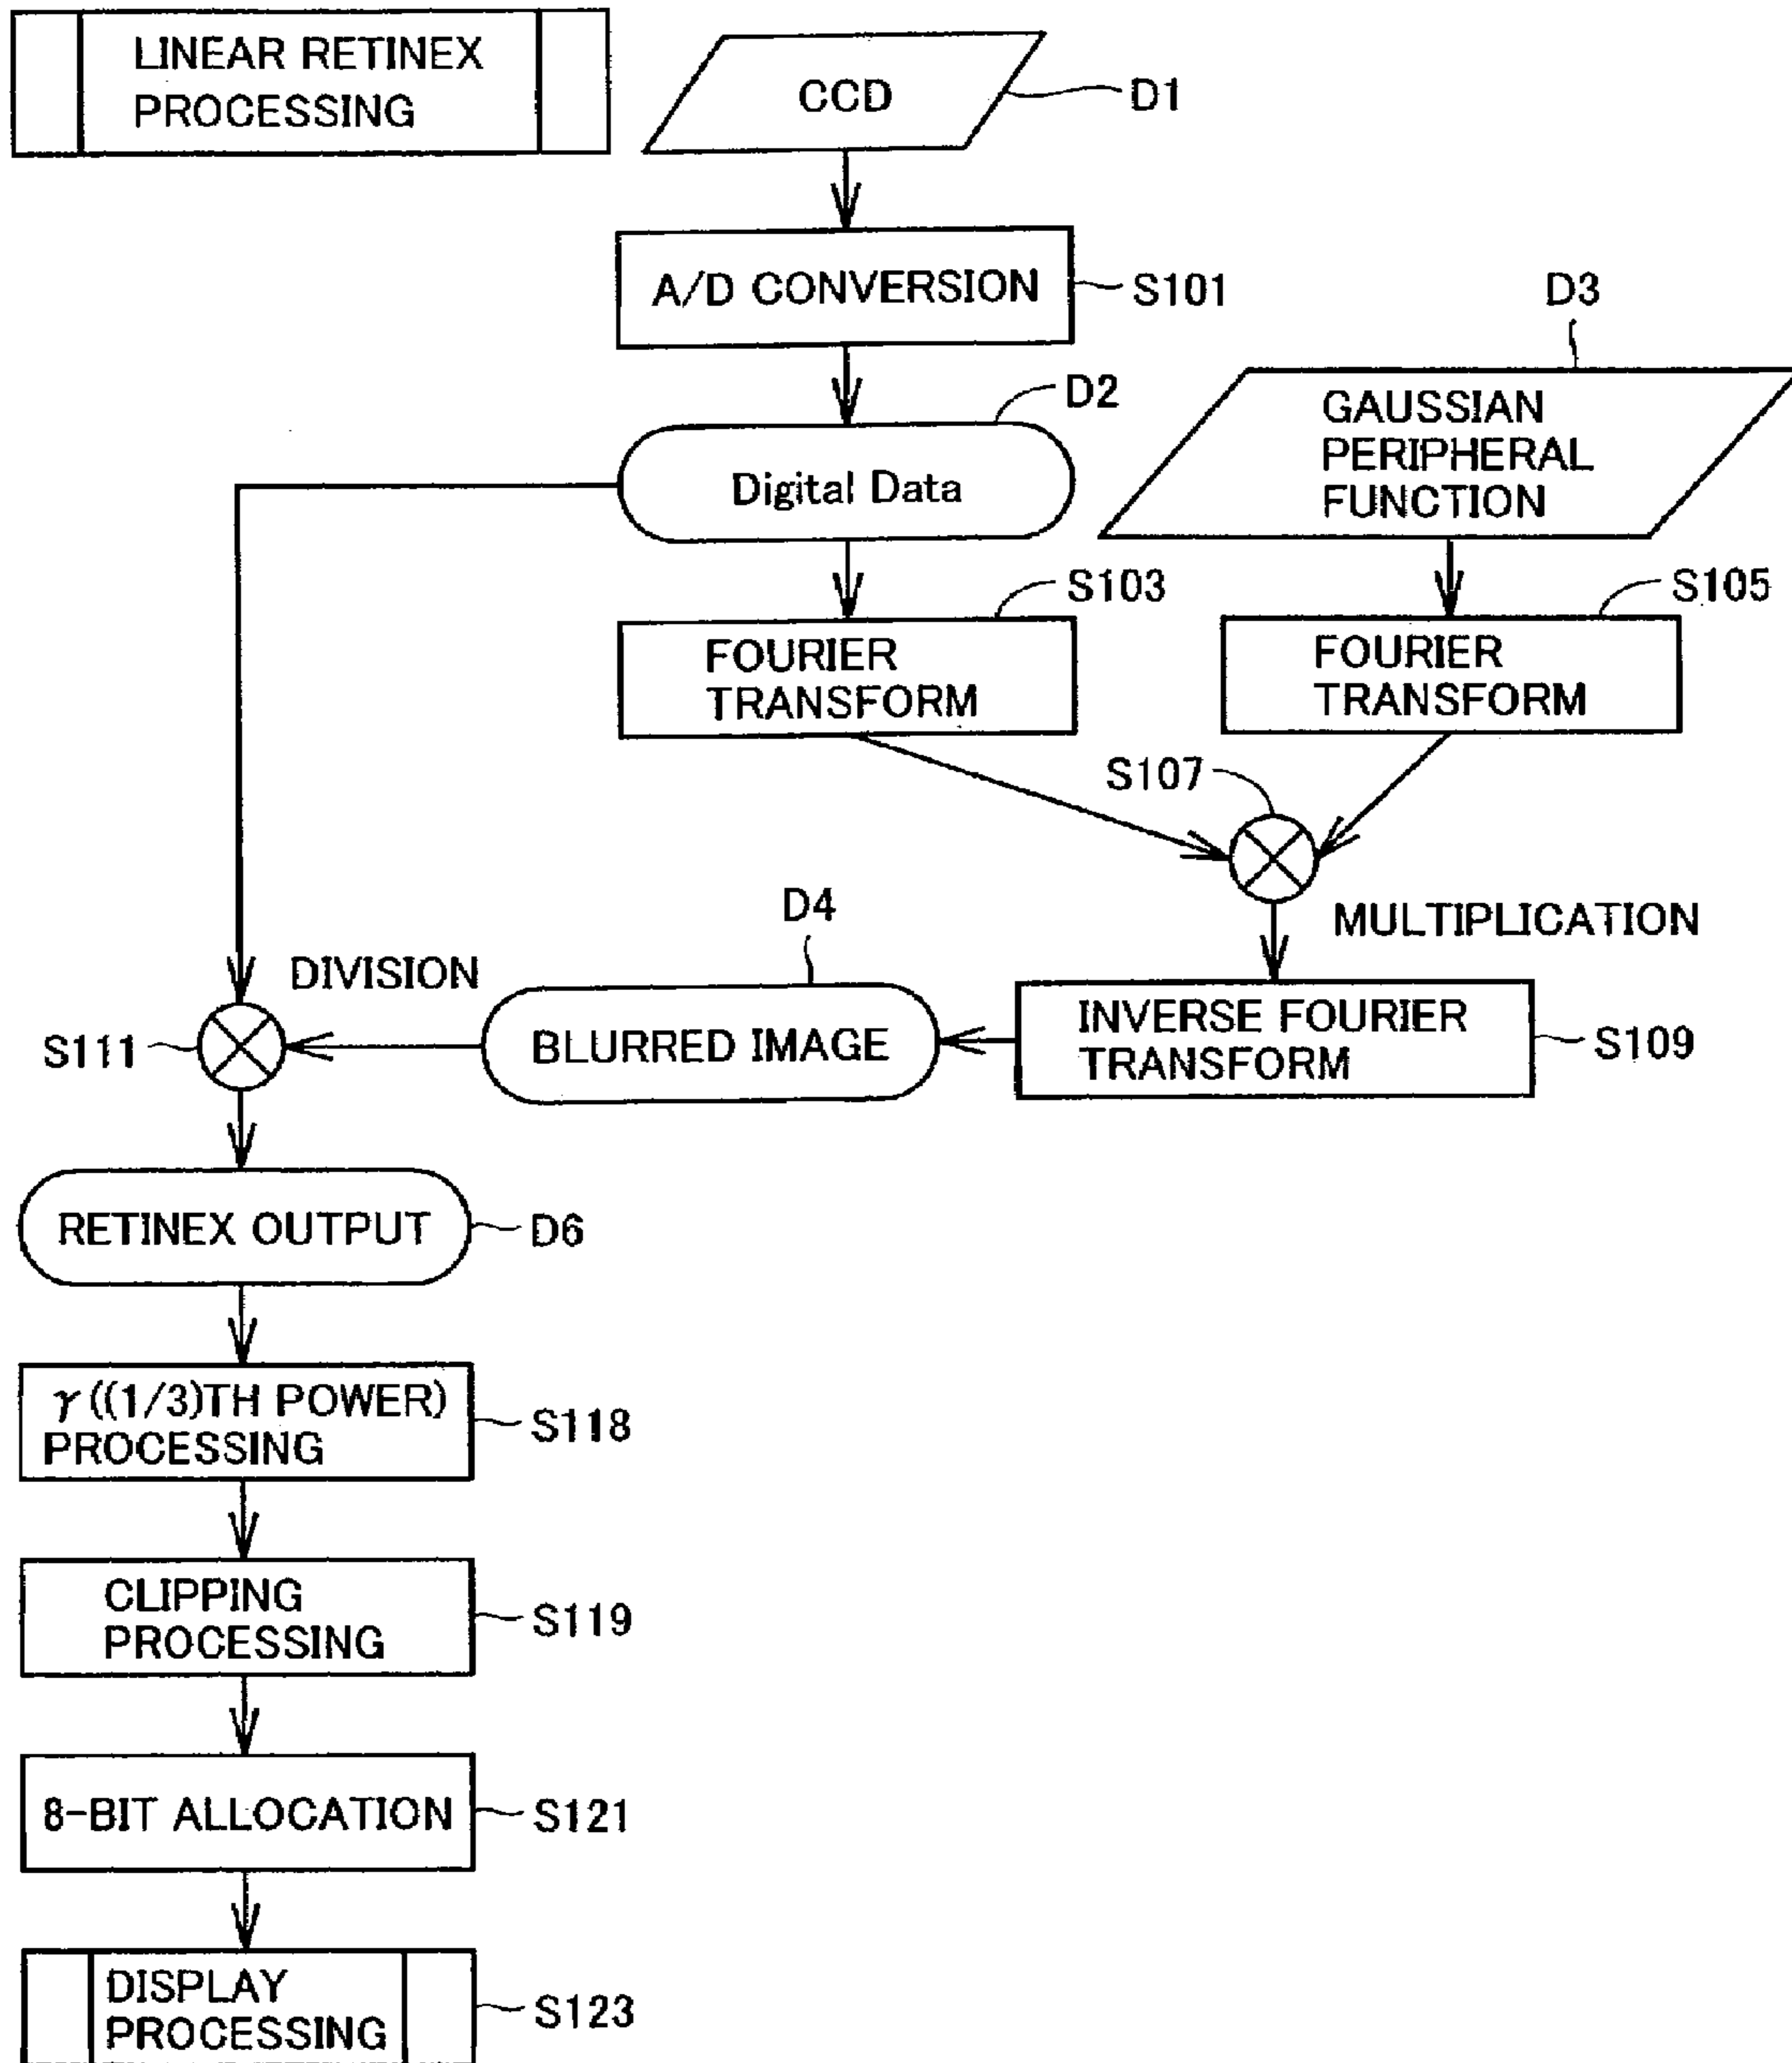 LINEAR RETINEX
PROCESSING
CCD
D1
A/D CONVERSION
S101
D3
D2
GAUSSIAN
PERIPHERAL
FUNCTION
Digital Data
S103
S105
FOURIER
TRANSFORM
FOURIER
TRANSFORM
S107
MULTIPLICATION
D4
DIVISION
INVERSE FOURIER
TRANSFORM
S109
BLURRED IMAGE
S111
RETINEX OUTPUT
D6
γ((1/3)TH POWER)
PROCESSING
S118
CLIPPING
PROCESSING
S119
8-BIT ALLOCATION
S121
DISPLAY
PROCESSING
S123